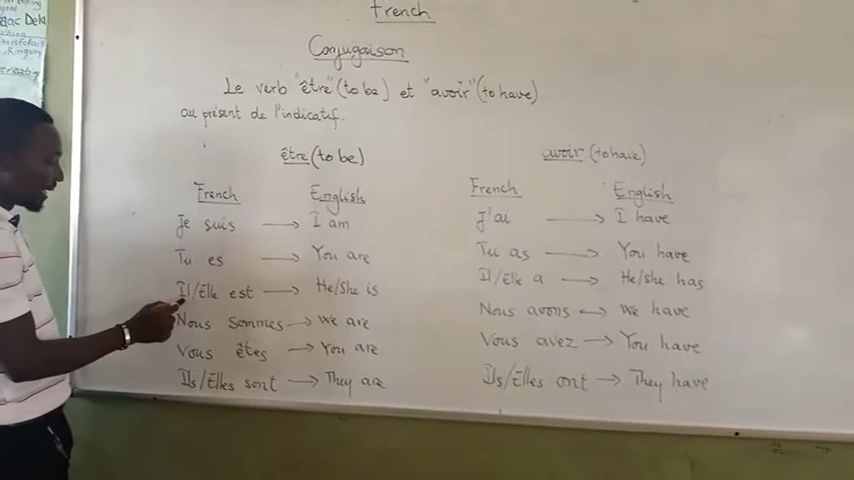 French
Conjugaison
Le verb "être" (to be) et "avoir" (to have)
au présent de l'indicatif.
être (to be)
French English
Je suis → I am
Tu es → You are
Il/Elle est → He/She is
Nous sommes → We are
Vous êtes → You are
Ils/Elles sont → They are
avoir (to have)
French English
J'ai → I have
Tu as → You have
Il/Elle a → He/she has
Nous avons ↔ We have
Vous avez → You have
Ils/Elles ont → They have